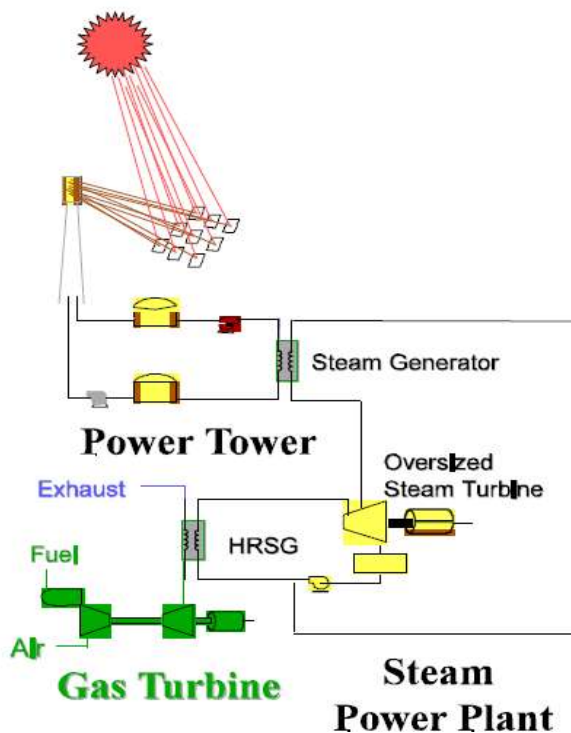 Steam Generator
Power Tower
Oversized
Steam Turbine
Exhaust
HRSG
Fuel
Air
Gas Turbine
Steam
Power Plant